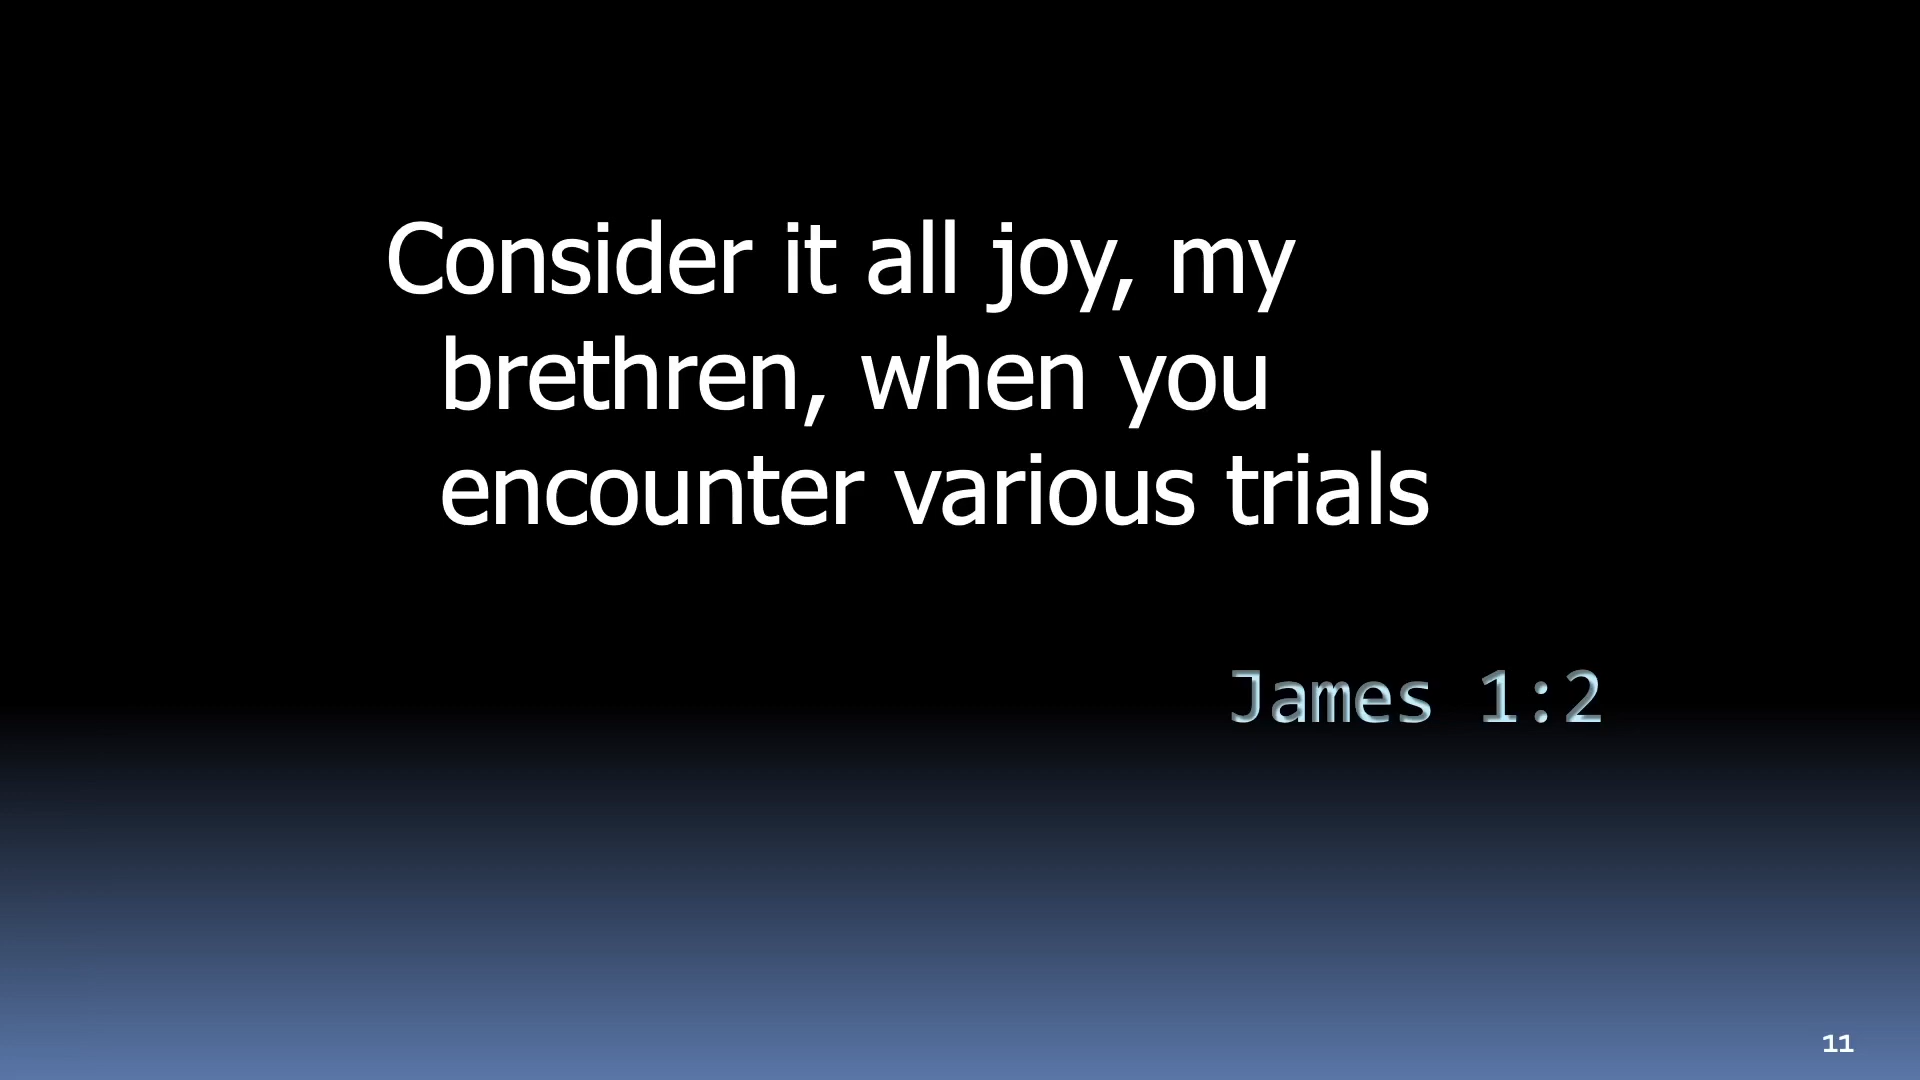 Consider it all joy, my
brethren, when you
encounter various trials
James 1:2
11